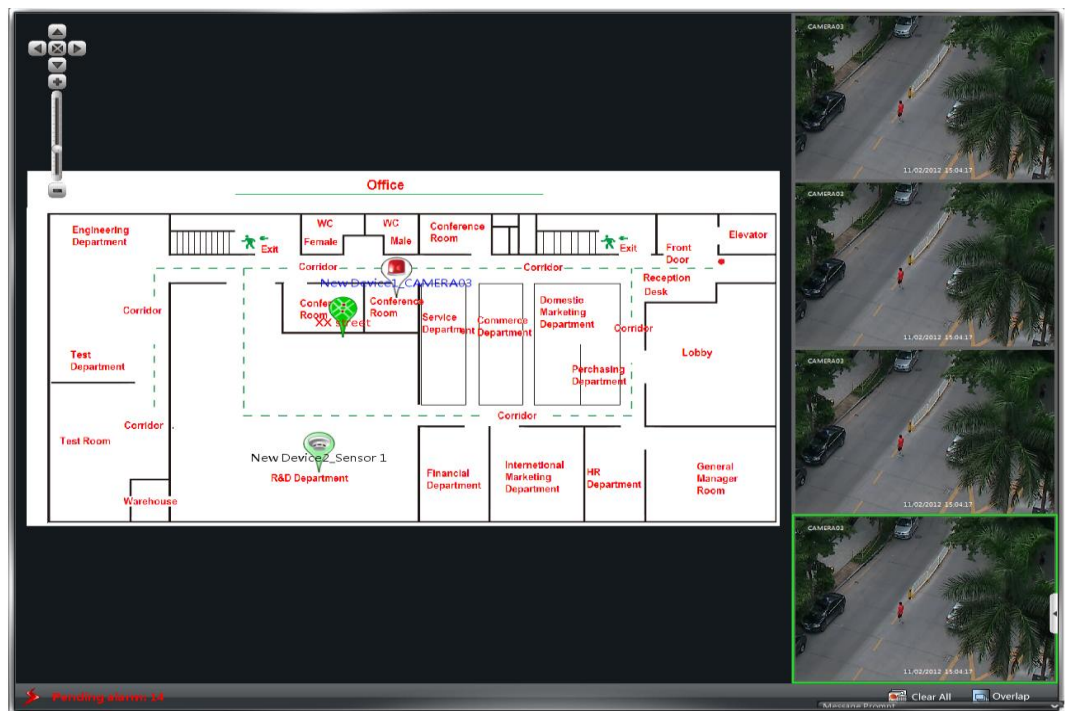 Office
Engineering
Department
Exit
WC
Female
WC
Male
Conference
Room
Exit
Front
Door
Elevator
Corridor
Corridor
Reception
Desk
New Device1_CAMERA03
Corridor
Room
XX street
Conference
Room
Service
Department
Commerce
Department
Domestic
Marketing
Department
Corridor
Lobby
Test
Department
Purchasing
Department
Corridor
Corridor
Test Room
New Device2_Sensor 1
R&D Department
Warehouse
Financial
Department
International
Marketing
Department
HR
Department
General
Manager
Room
CAMERA03
11/02/2012 15:04:17
CAMERA03
11/02/2012 15:04:17
CAMERA03
11/02/2012 15:04:17
CAMERA03
11/02/2012 15:04:17
Pending alarm: 14
Clear All
Overlap
Message Prompt